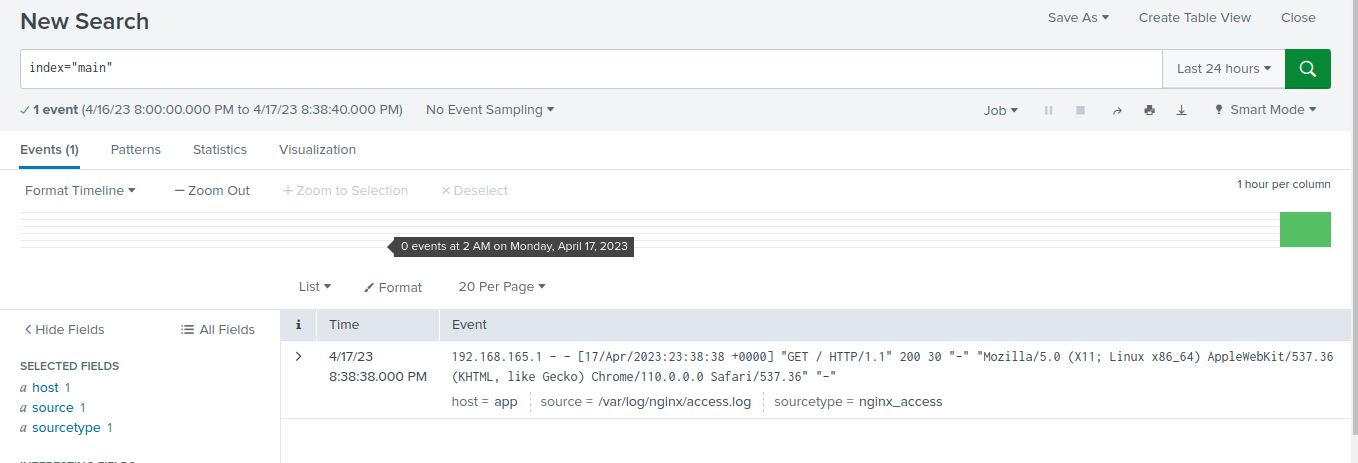 New Search
Save As Create Table View Close
index="main"
Last 24 hours
1 event (4/16/23 8:00:00.000 PM to 4/17/23 8:38:40.000 PM) No Event Sampling
Job Smart Mode
Events (1) Patterns Statistics Visualization
Format Timeline — Zoom Out + Zoom to Selection × Deselect
1 hour per column
0 events at 2 AM on Monday, April 17, 2023
List Format 20 Per Page
< Hide Fields All Fields
i Time Event
SELECTED FIELDS
a host 1
a source 1
a sourcetype 1
INTERESTING FIELDS
> 4/17/23
8:38:38.000 PM
192.168.165.1 - - [17/Apr/2023:23:38:38 +0000] "GET / HTTP/1.1" 200 30 "-" "Mozilla/5.0 (X11; Linux x86_64) AppleWebKit/537.36
(KHTML, like Gecko) Chrome/110.0.0.0 Safari/537.36" "-"
host = app source = /var/log/nginx/access.log sourcetype = nginx_access